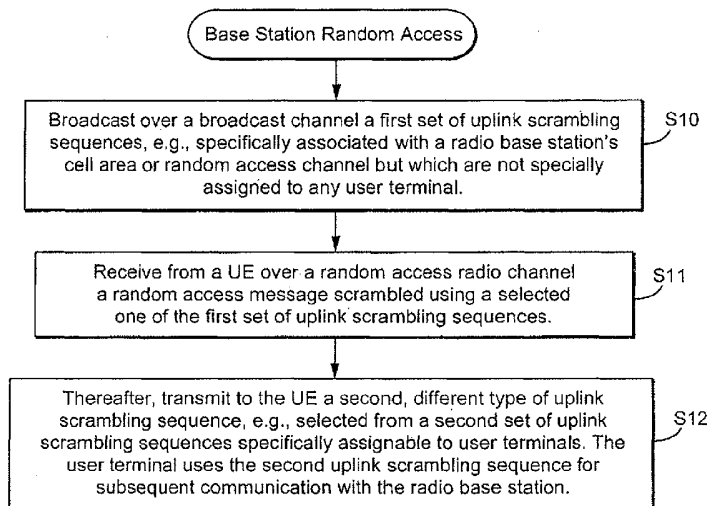 Base Station Random Access
Broadcast over a broadcast channel a first set of uplink scrambling
sequences, e.g., specifically associated with a radio base station's
cell area or random access channel but which are not specially
assigned to any user terminal.
S10
Receive from a UE over a random access radio channel
a random access message scrambled using a selected
one of the first set of uplink scrambling sequences.
S11
Thereafter, transmit to the UE a second, different type of uplink
scrambling sequence, e.g., selected from a second set of uplink
scrambling sequences specifically assignable to user terminals. The
user terminal uses the second uplink scrambling sequence for
subsequent communication with the radio base station.
S12